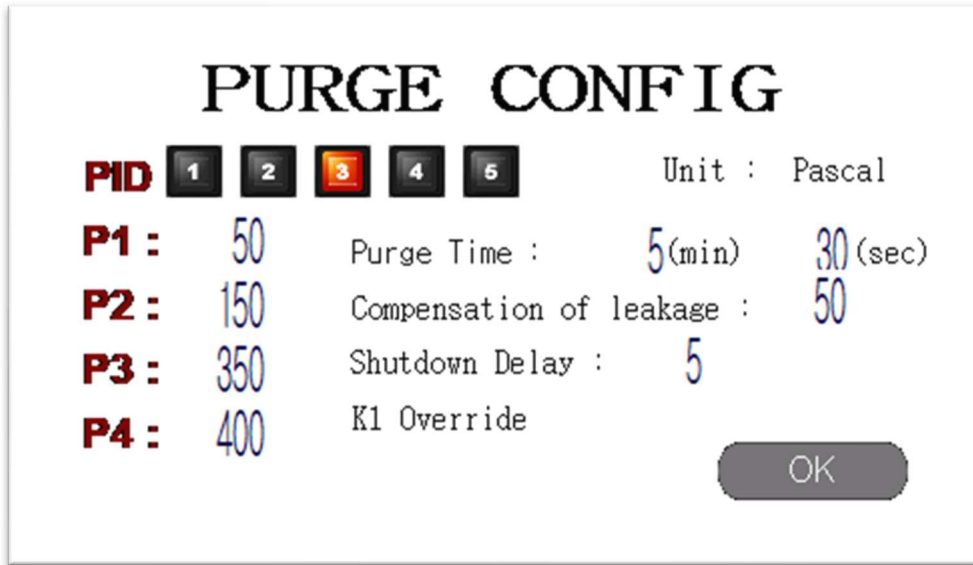 PURGE CONFIG
PID 1 2 3 4 5 Unit : Pascal
P1 : 50 Purge Time : 5(min) 30(sec)
P2 : 150 Compensation of leakage : 50
P3 : 350 Shutdown Delay : 5
P4 : 400 K1 Override
OK